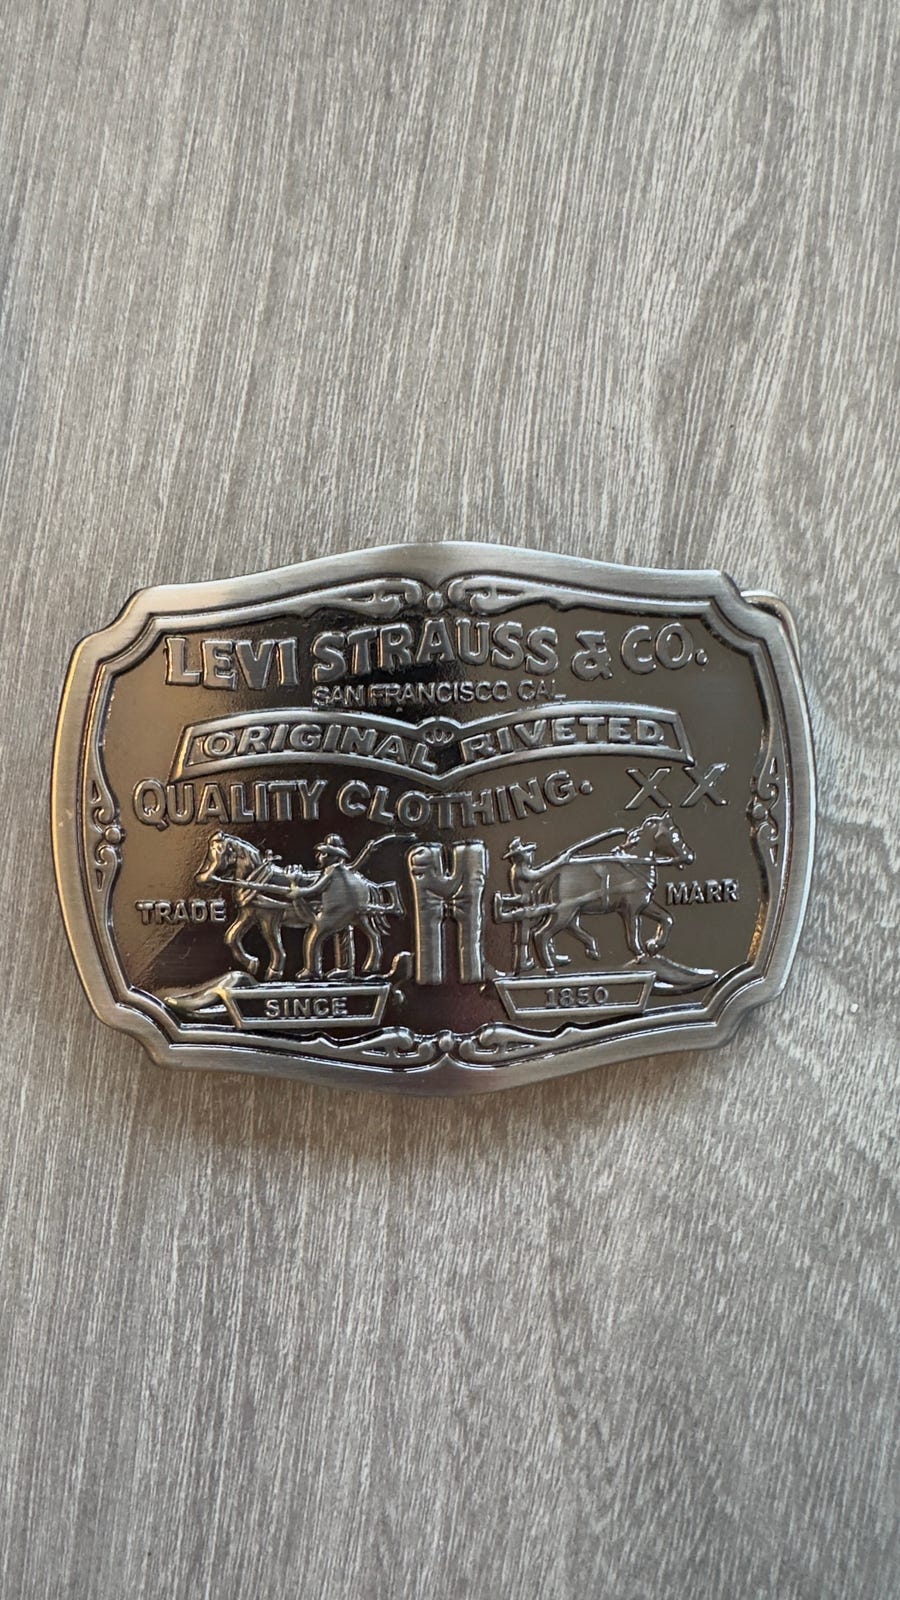 LEVI STRAUSS & CO.
SAN FRANCISCO CAL
ORIGINAL RIVETED
QUALITY CLOTHING. XX
TRADE MARR
SINCE 1850